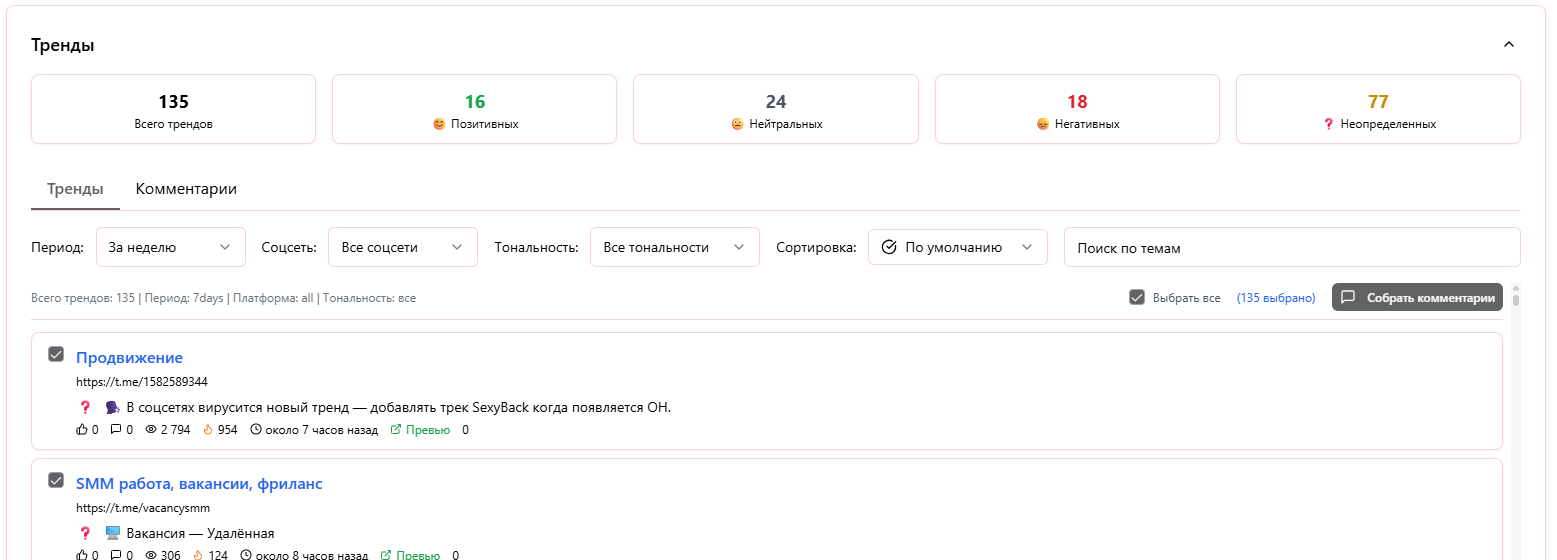 Тренды
135
Всего трендов
16
😊 Позитивных
24
😐 Нейтральных
18
😞 Негативных
77
❓ Неопределенных
Тренды Комментарии
Период: За неделю Соцсеть: Все соцсети Тональность: Все тональности Сортировка: По умолчанию Поиск по темам
Всего трендов: 135 | Период: 7days | Платформа: all | Тональность: все Выбрать все (135 выбрано) Собрать комментарии
Продвижение
https://t.me/1582589344
❓ 🗣 В соцсетях вирусится новый тренд — добавлять трек SexyBack когда появляется ОН.
0 0 2 794 954 около 7 часов назад Превью 0
SMM работа, вакансии, фриланс
https://t.me/vacancysmm
❓ 🖥 Вакансия — Удалённая
0 0 306 124 около 8 часов назад Превью 0